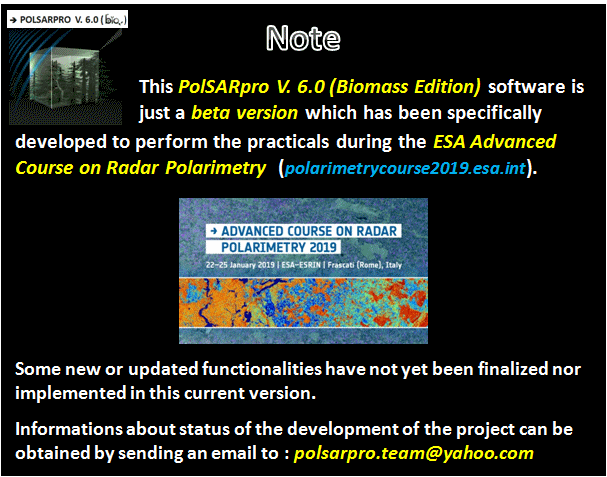 → POLSARPRO V. 6.0 (bio..)
Note
This PolSARpro V. 6.0 (Biomass Edition) software is
just a beta version which has been specifically
developed to perform the practicals during the ESA Advanced
Course on Radar Polarimetry (polarimetrycourse2019.esa.int).
→ ADVANCED COURSE ON RADAR
POLARIMETRY 2019
22–25 January 2019 | ESA–ESRIN | Frascati (Rome), Italy
Some new or updated functionalities have not yet been finalized nor
implemented in this current version.
Informations about status of the development of the project can be
obtained by sending an email to : polsarpro.team@yahoo.com